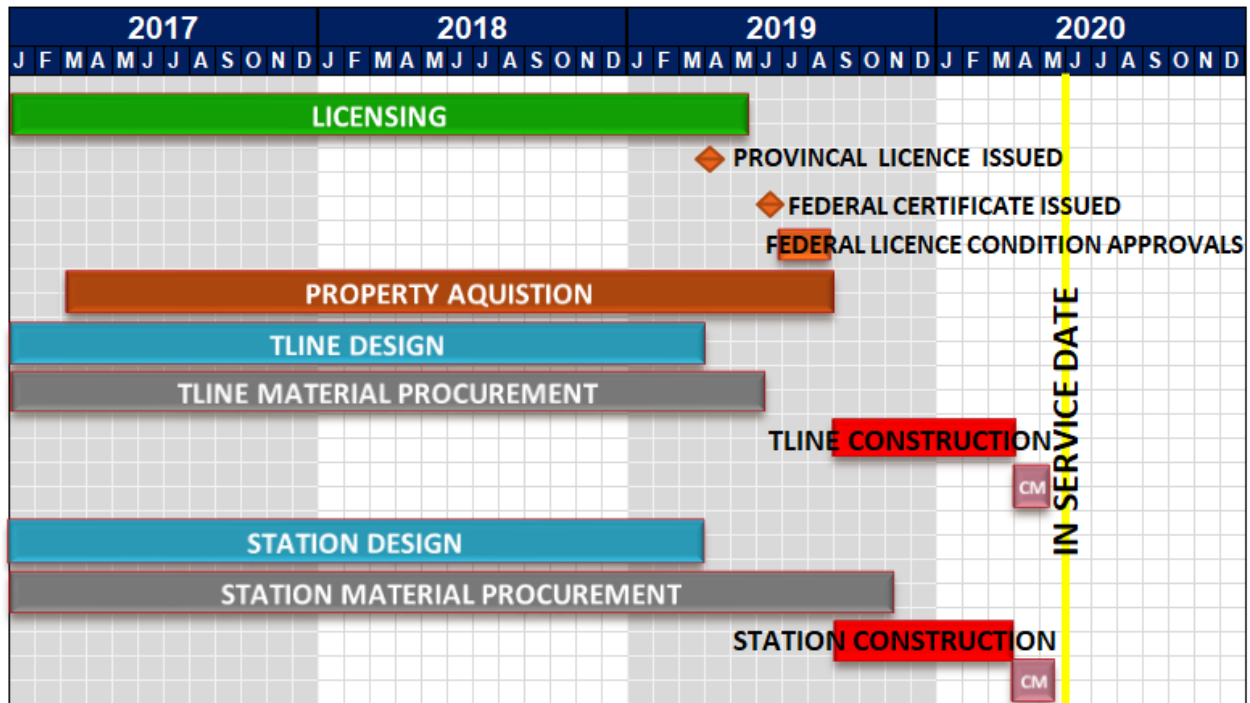 2017 2018 2019 2020
J F M A M J J A S O N D J F M A M J J A S O N D J F M A M J J A S O N D J F M A M J J A S O N D
LICENSING
PROVINCAL LICENCE ISSUED
FEDERAL CERTIFICATE ISSUED
FEDERAL LICENCE CONDITION APPROVALS
PROPERTY AQUISTION
TLINE DESIGN
TLINE MATERIAL PROCUREMENT
TLINE CONSTRUCTION
CM
IN SERVICE DATE
STATION DESIGN
STATION MATERIAL PROCUREMENT
STATION CONSTRUCTION
CM